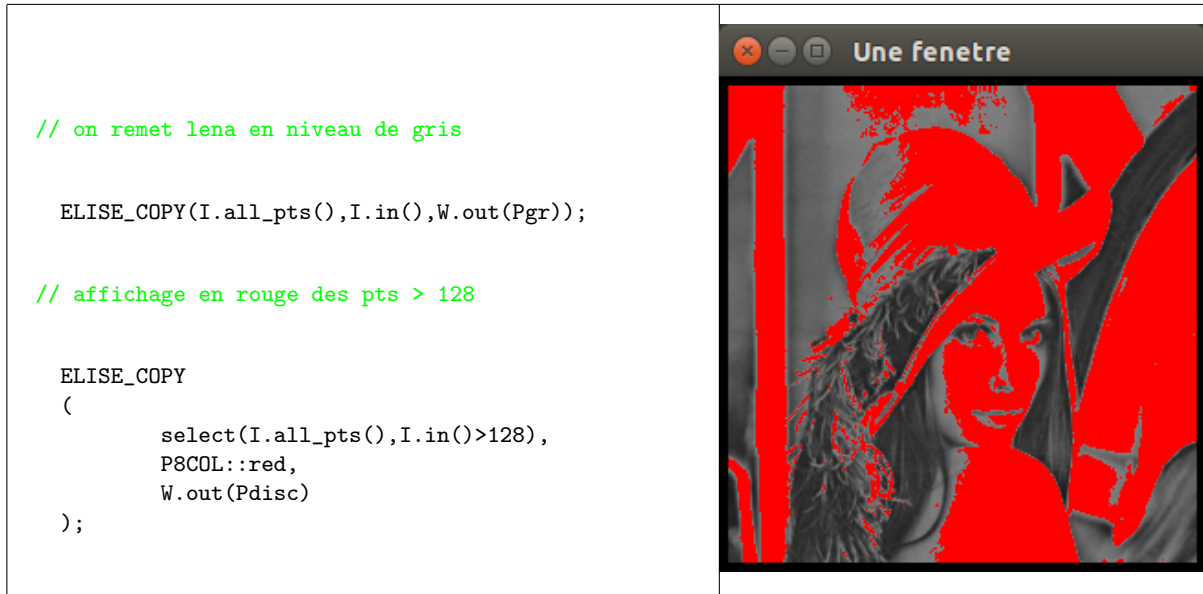 // on remet lena en niveau de gris
ELISE_COPY(I.all_pts(),I.in(),W.out(Pgr));
// affichage en rouge des pts > 128
ELISE_COPY
(
select(I.all_pts(),I.in()>128),
P8COL::red,
W.out(Pdisc)
);
Une fenetre